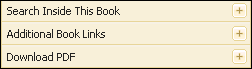 Search Inside This Book
Additional Book Links
Download PDF